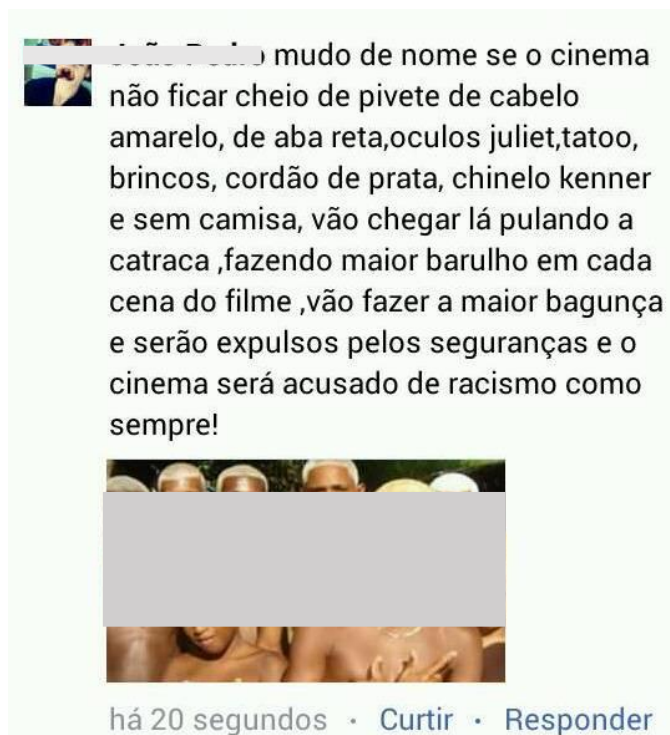 mudo de nome se o cinema
não ficar cheio de pivete de cabelo
amarelo, de aba reta,oculos juliet,tatoo,
brincos, cordão de prata, chinelo kenner
e sem camisa, vão chegar lá pulando a
catraca ,fazendo maior barulho em cada
cena do filme ,vão fazer a maior bagunça
e serão expulsos pelos seguranças e o
cinema será acusado de racismo como
sempre!
há 20 segundos · Curtir · Responder